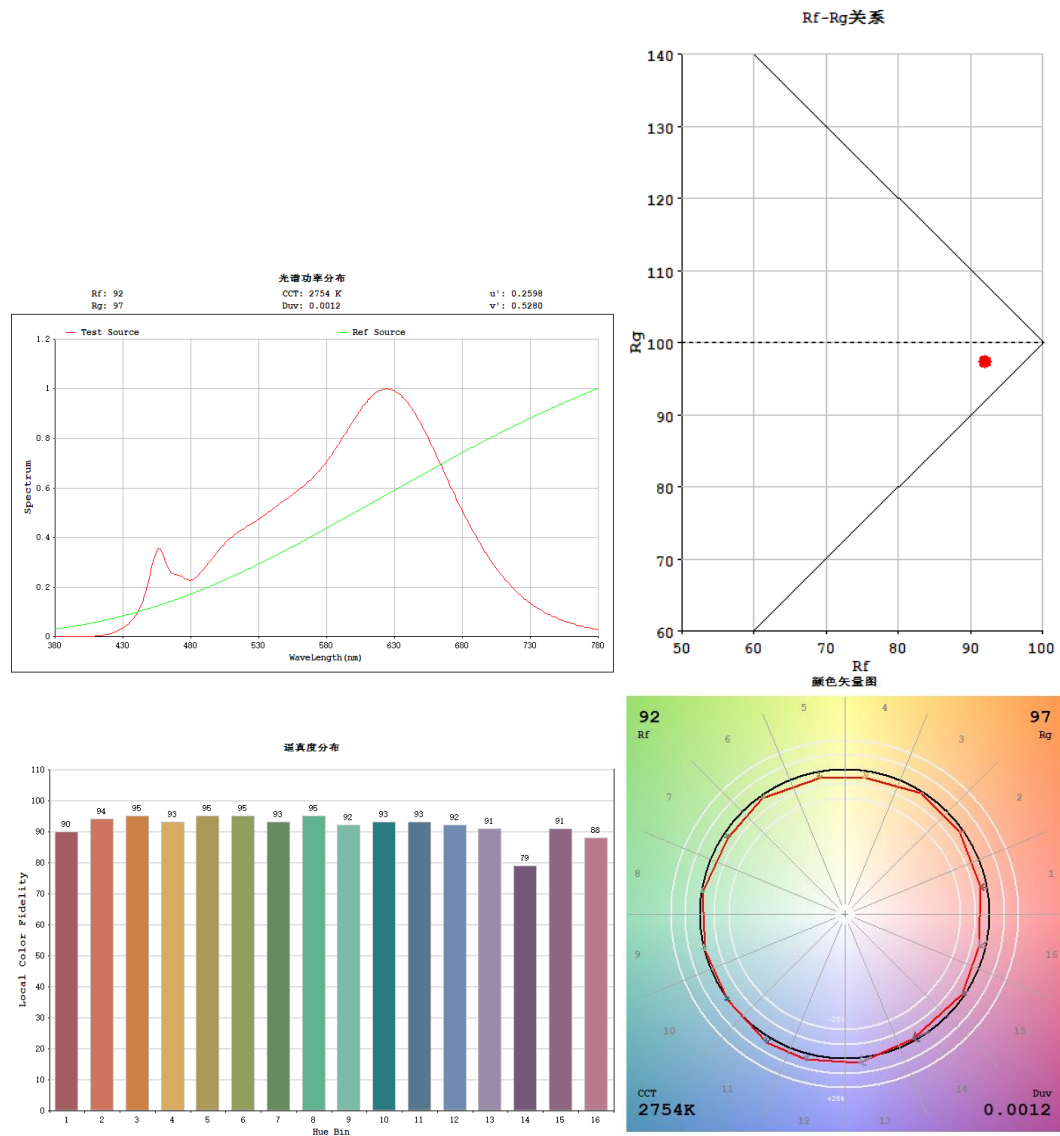 Rf-Rg关系
140
130
120
110
100
90
80
70
60
Rg
50 60 70 80 90 100
Rf
光谱功率分布
Rf: 92 CCT: 2754 K u': 0.2598
Rg: 97 Duv: 0.0012 v': 0.5280
Test Source Ref Source
1.2
1
0.8
0.6
0.4
0.2
0
Spectrum
380 430 480 530 580 630 680 730 780
WaveLength(nm)
逼真度分布
110
100
90
80
70
60
50
40
30
20
10
0
Local Color Fidelity
90 94 95 93 95 95 93 95 92 93 93 92 91 79 91 88
1 2 3 4 5 6 7 8 9 10 11 12 13 14 15 16
Hue Bin
颜色矢量图
92 97
Rf Rg
5 4
6 3
7 2
8 1
9 16
10 15
11 14
12 13
-20%
+20%
CCT Duv
2754K 0.0012